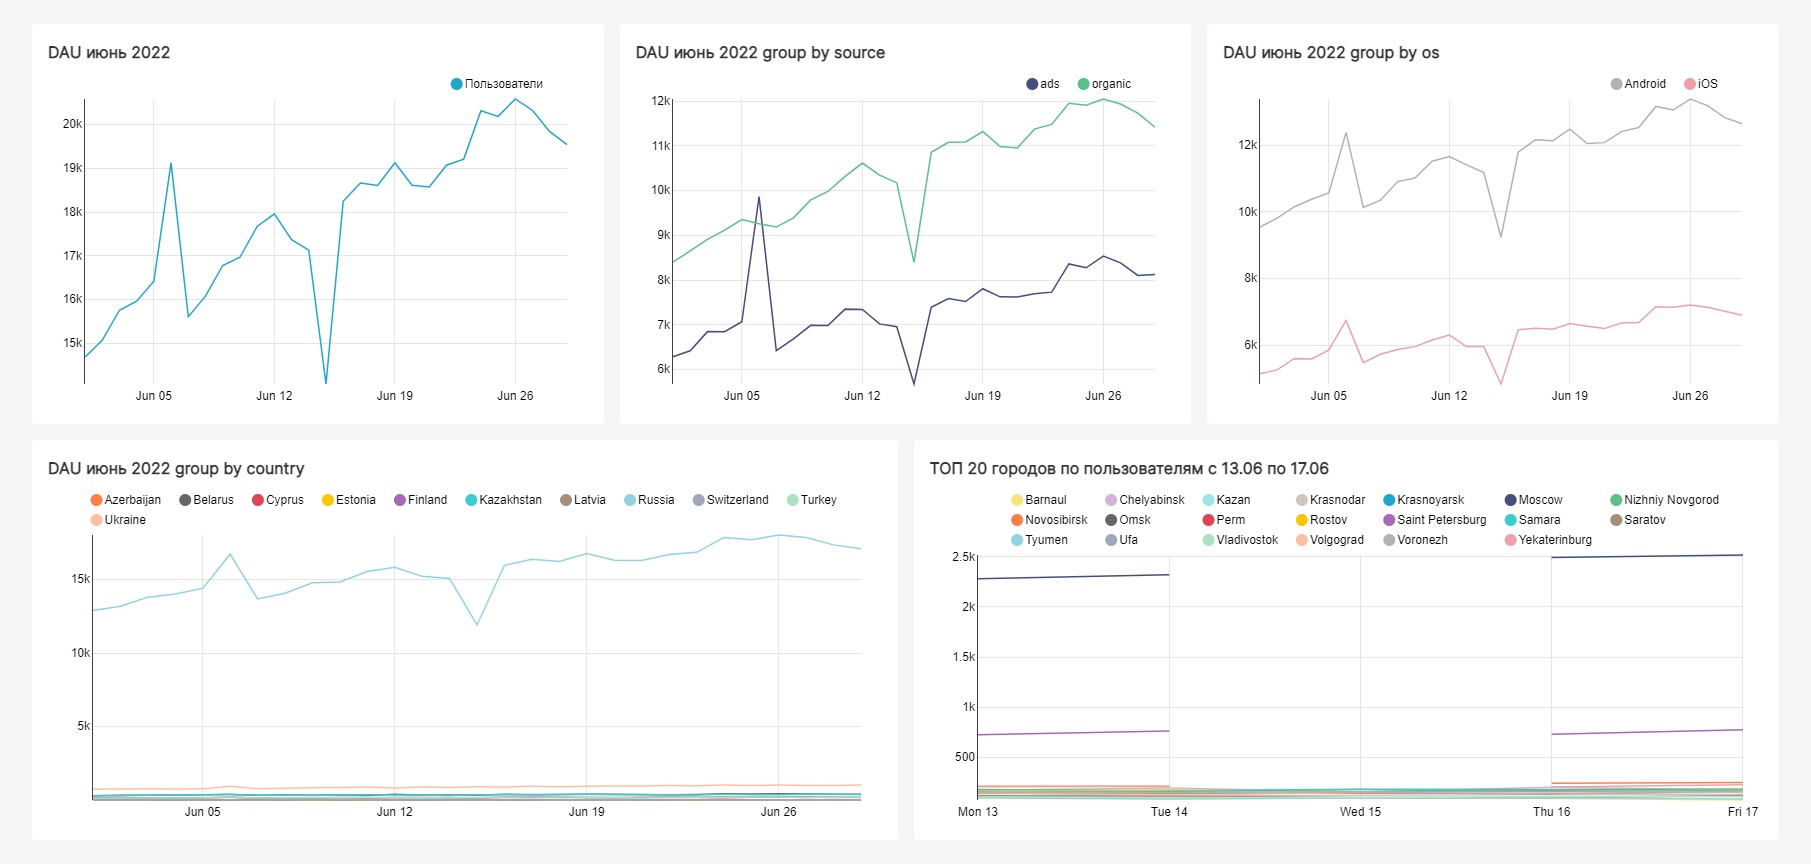 DAU июнь 2022
Пользователи
20k
19k
18k
17k
16k
15k
Jun 05 Jun 12 Jun 19 Jun 26
DAU июнь 2022 group by source
ads organic
12k
11k
10k
9k
8k
7k
6k
Jun 05 Jun 12 Jun 19 Jun 26
DAU июнь 2022 group by os
Android iOS
12k
10k
8k
6k
Jun 05 Jun 12 Jun 19 Jun 26
DAU июнь 2022 group by country
Azerbaijan Belarus Cyprus Estonia Finland Kazakhstan Latvia Russia Switzerland Turkey
Ukraine
15k
10k
5k
Jun 05 Jun 12 Jun 19 Jun 26
ТОП 20 городов по пользователям с 13.06 по 17.06
Barnaul Chelyabinsk Kazan Krasnodar Krasnoyarsk Moscow Nizhniy Novgorod
Novosibirsk Omsk Perm Rostov Saint Petersburg Samara Saratov
Tyumen Ufa Vladivostok Volgograd Voronezh Yekaterinburg
2.5k
2k
1.5k
1k
500
Mon 13 Tue 14 Wed 15 Thu 16 Fri 17